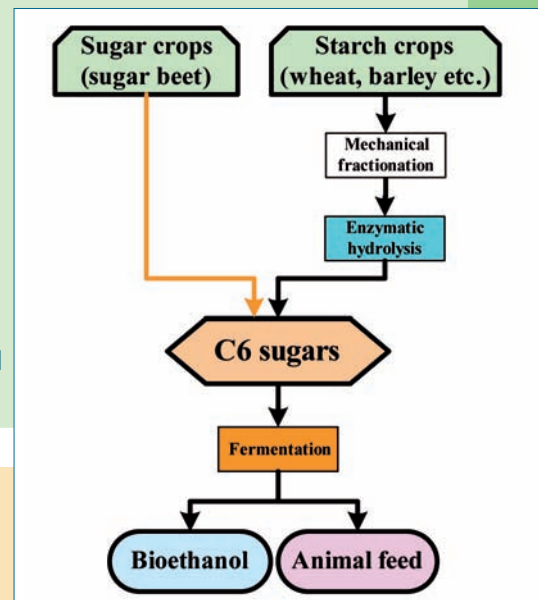 Sugar crops
(sugar beet)
Starch crops
(wheat, barley etc.)
Mechanical
fractionation
Enzymatic
hydrolysis
C6 sugars
Fermentation
Bioethanol
Animal feed